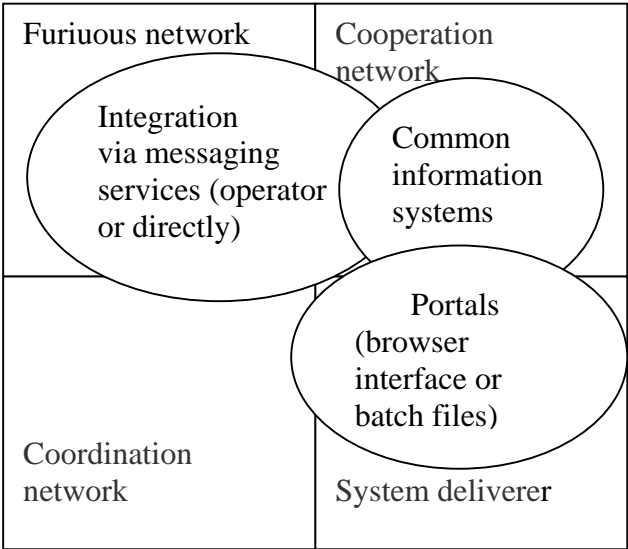 Furiuous network
Cooperation
network
Integration
via messaging
services (operator
or directly)
Common
information
systems
Portals
(browser
interface or
batch files)
Coordination
network
System deliverer